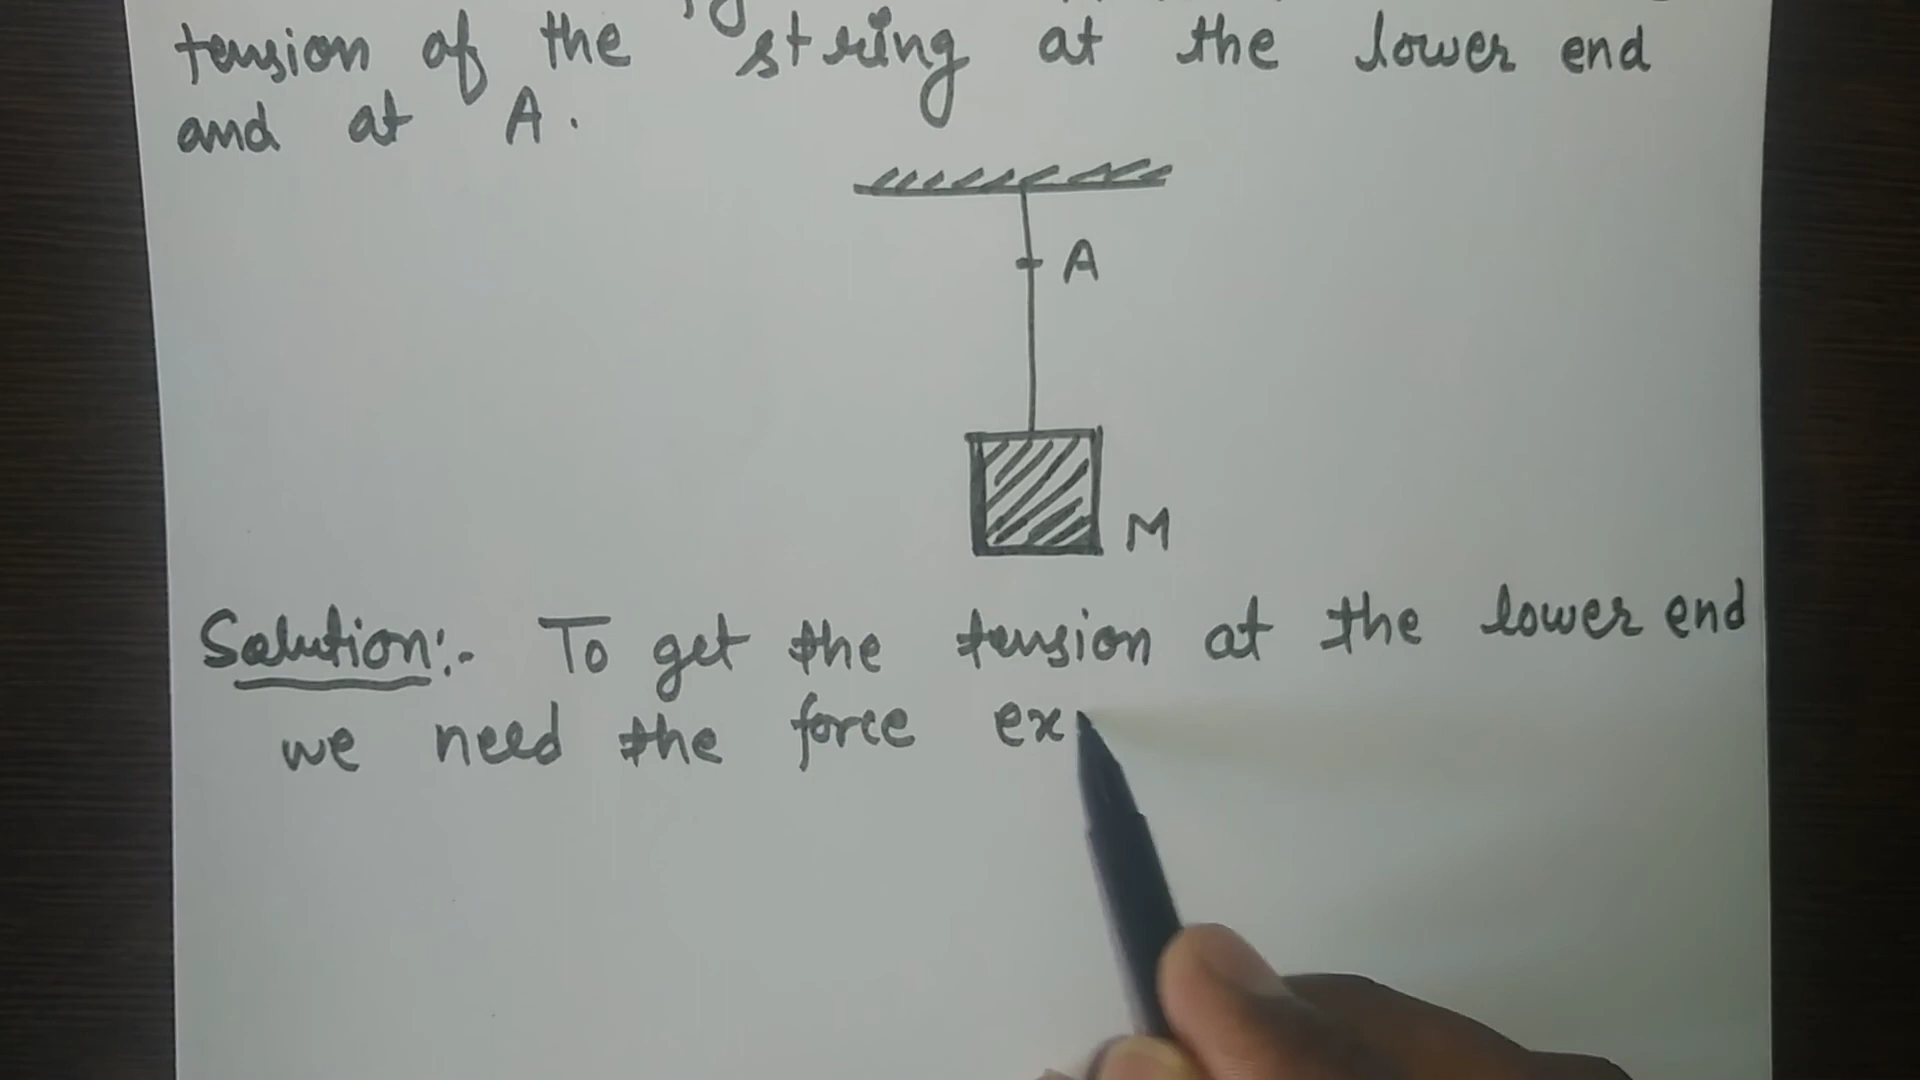 tension of the string at the lower end
and at A.
A
M
Solution:- To get the tension at the lower end
we need the force ex